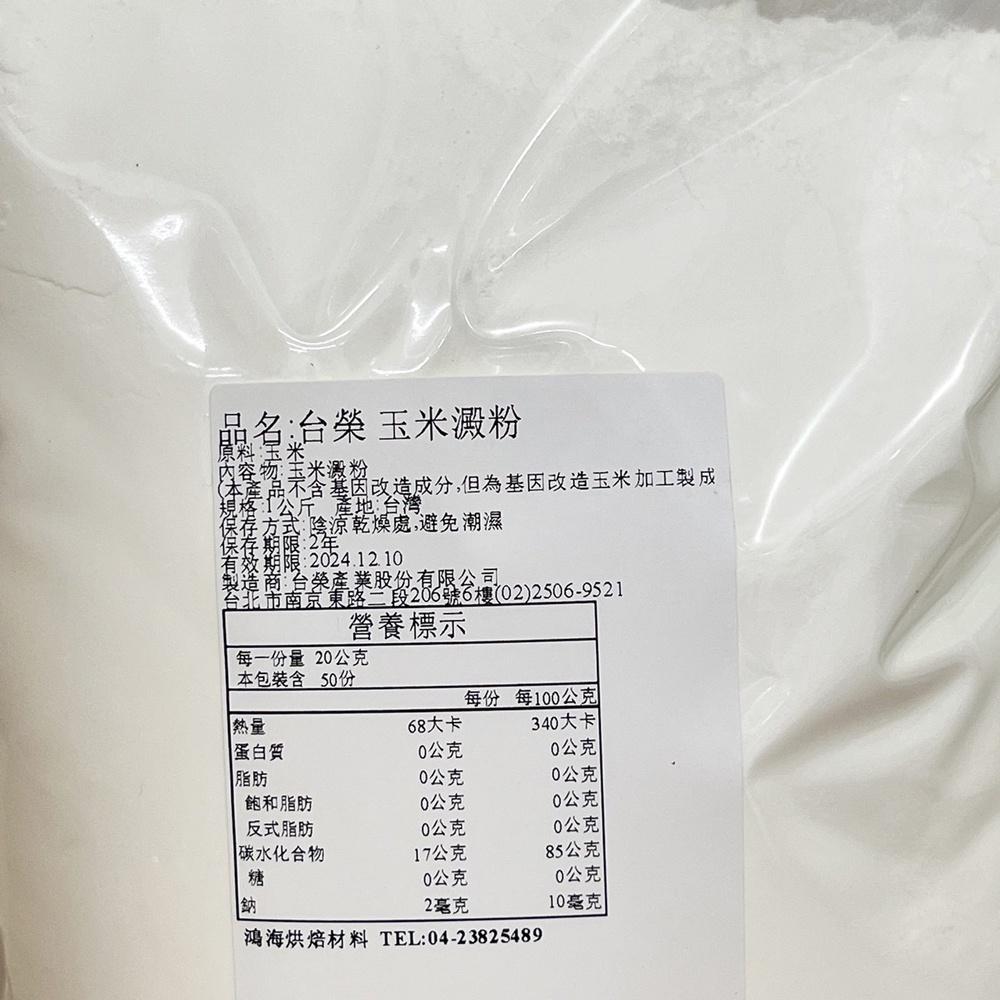 品名:台榮 玉米澱粉
原料:玉米
內容物:玉米澱粉
(本產品不含基因改造成分,但為基因改造玉米加工製成
規格:1公斤 產地:台灣
保存方式:陰涼乾燥處,避免潮濕
保存期限:2年
有效期限:2024.12.10
製造商:台榮產業股份有限公司
台北市南京東路二段206號6樓(02)2506-9521
營養標示
每一份量 20公克
本包裝含 50份
每份 每100公克
熱量 68大卡 340大卡
蛋白質 0公克 0公克
脂肪 0公克 0公克
飽和脂肪 0公克 0公克
反式脂肪 0公克 0公克
碳水化合物 17公克 85公克
糖 0公克 0公克
鈉 2毫克 10毫克
鴻海烘焙材料 TEL:04-23825489